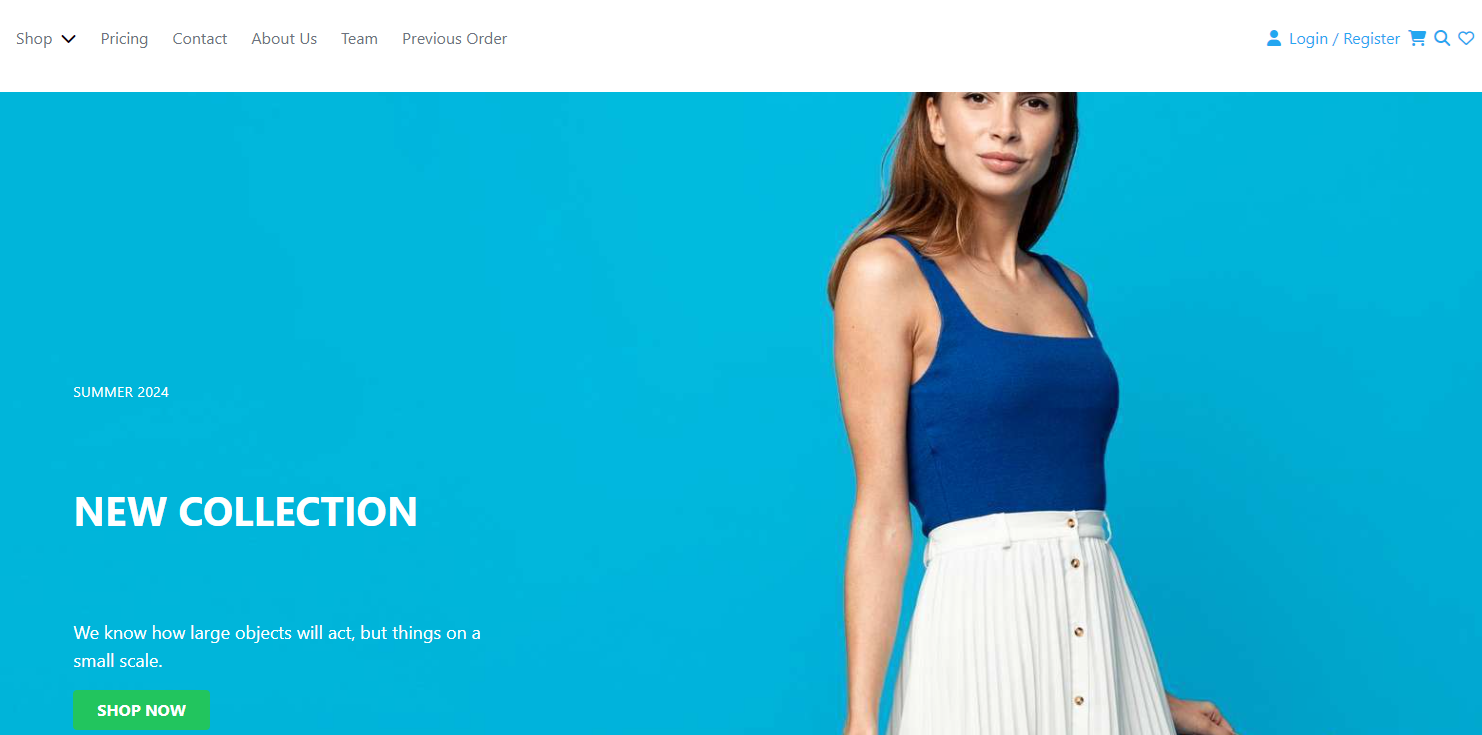 Shop Pricing Contact About Us Team Previous Order Login / Register
SUMMER 2024
NEW COLLECTION
We know how large objects will act, but things on a
small scale.
SHOP NOW